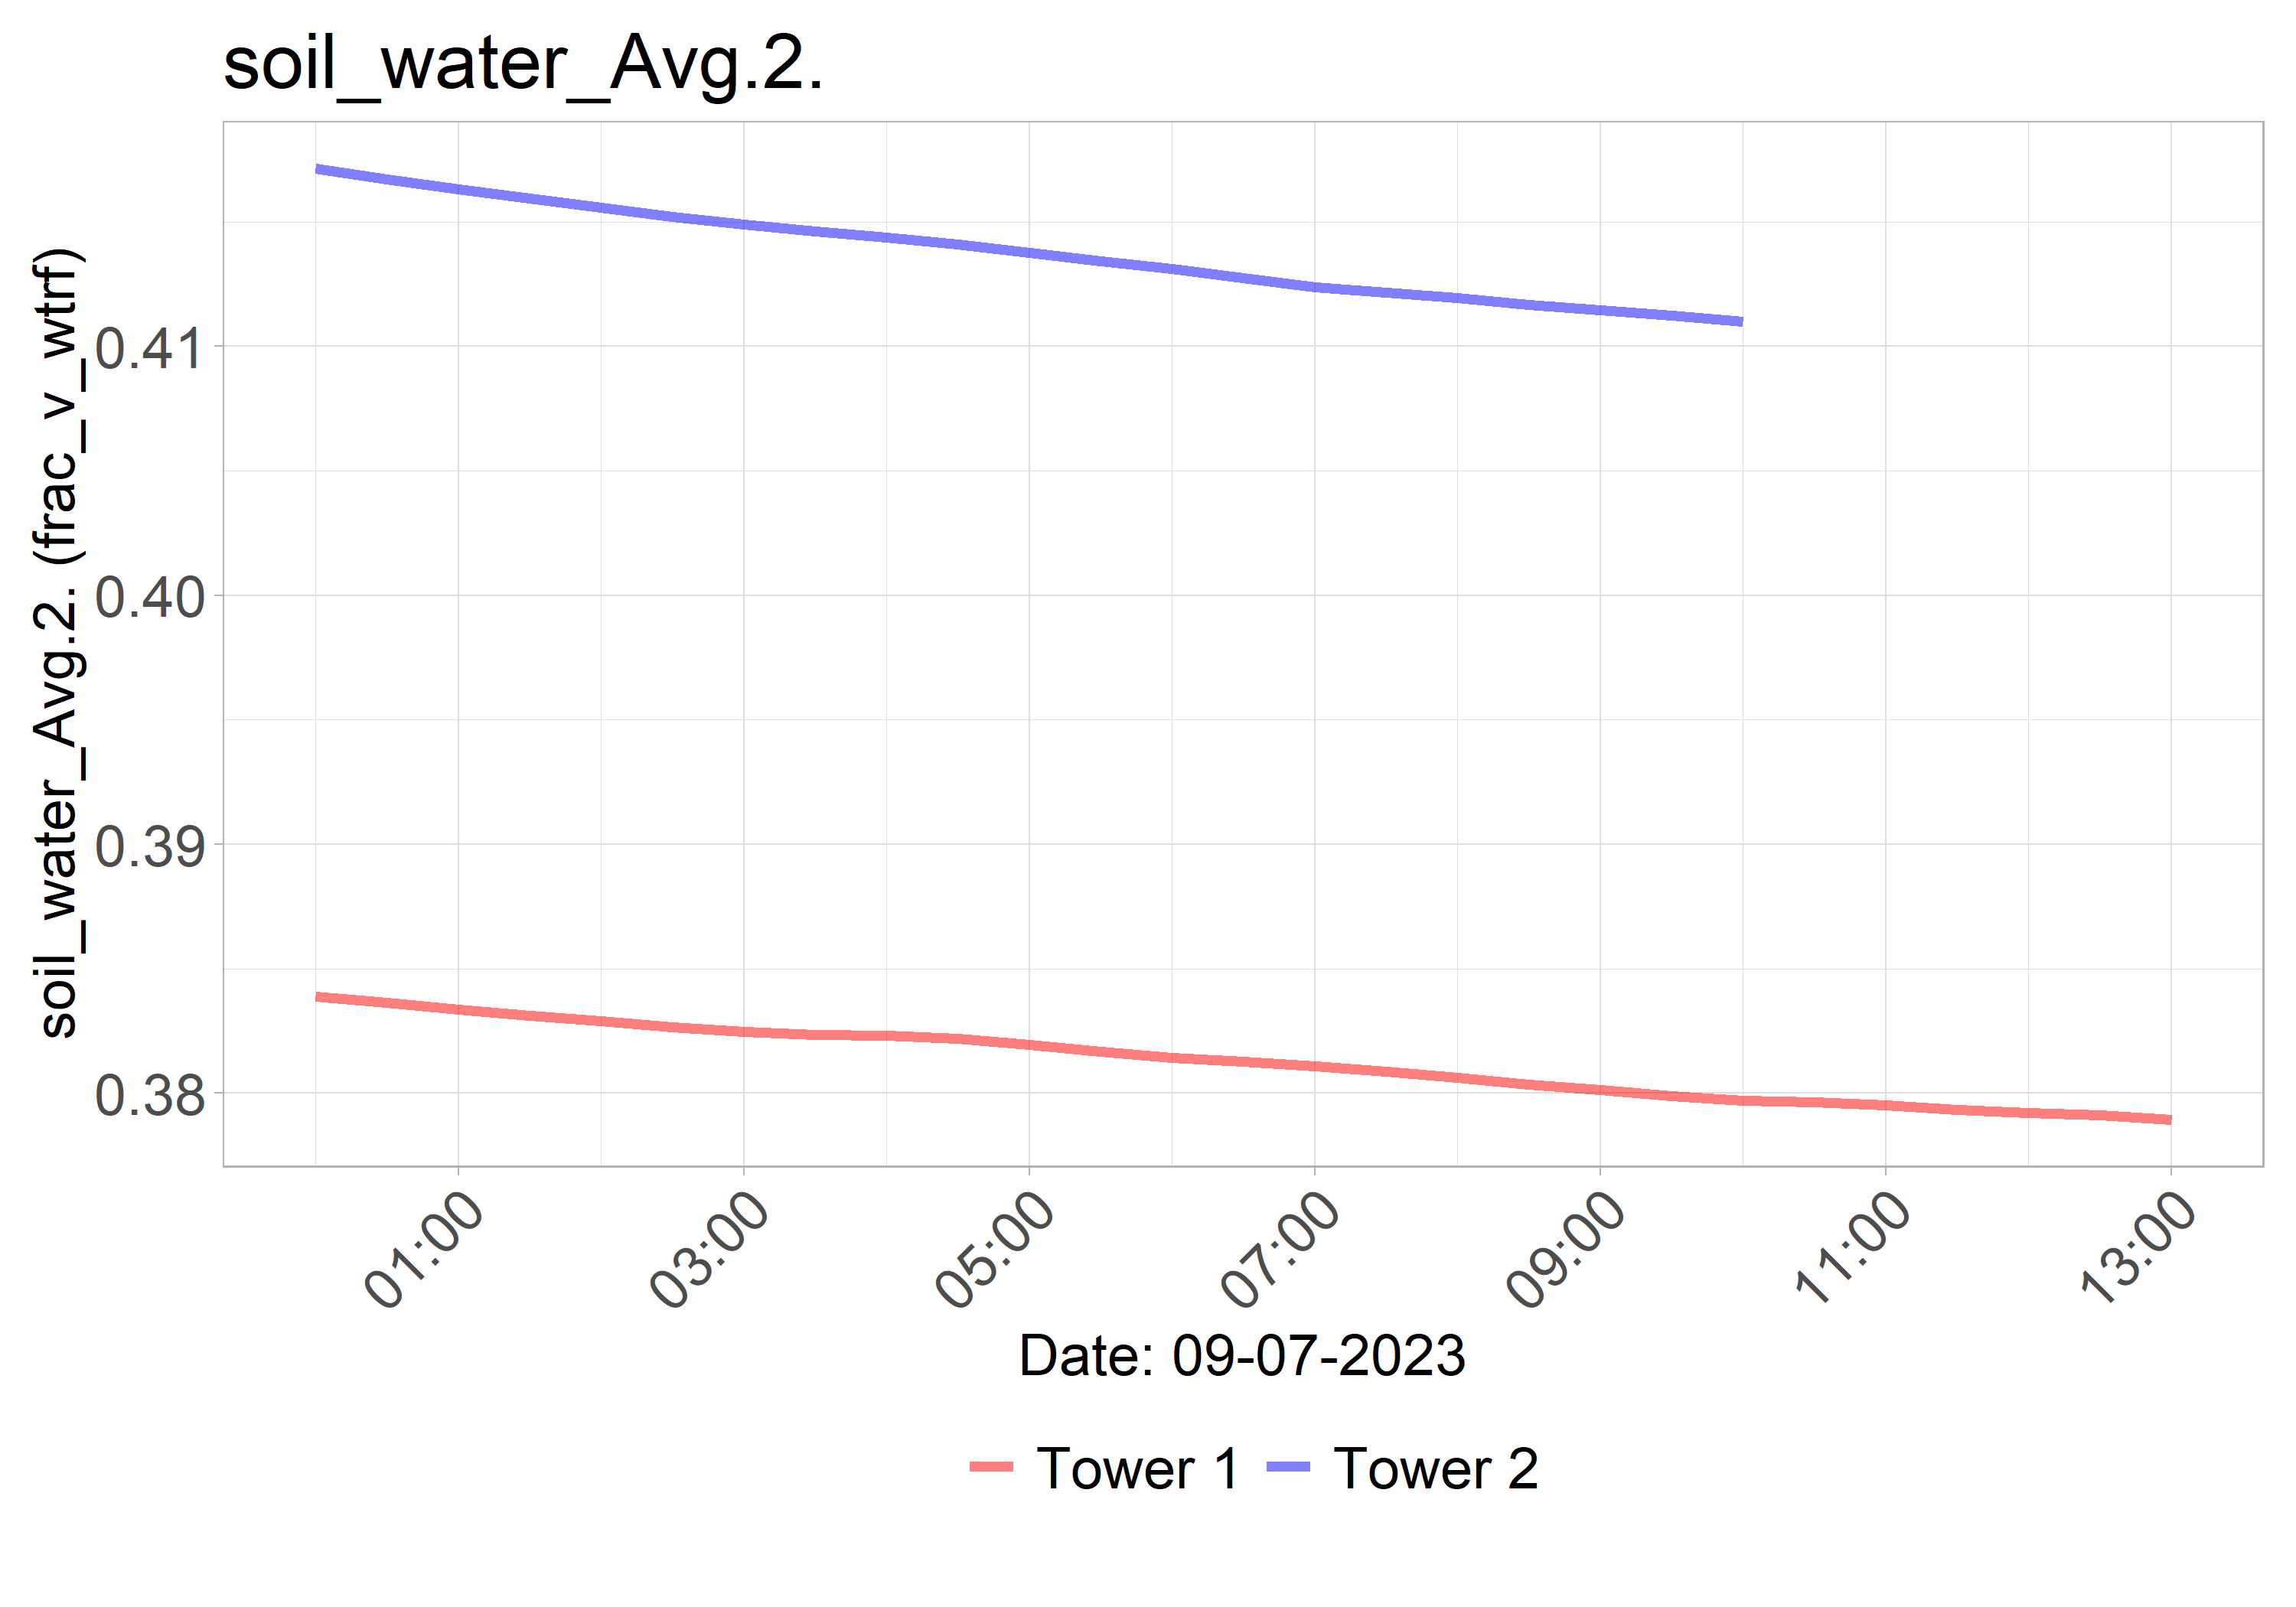 soil_water_Avg.2.
soil_water_Avg.2. (frac_v_wtrf)
0.41
0.40
0.39
0.38
01:00
03:00
05:00
07:00
09:00
11:00
13:00
Date: 09-07-2023
Tower 1
Tower 2